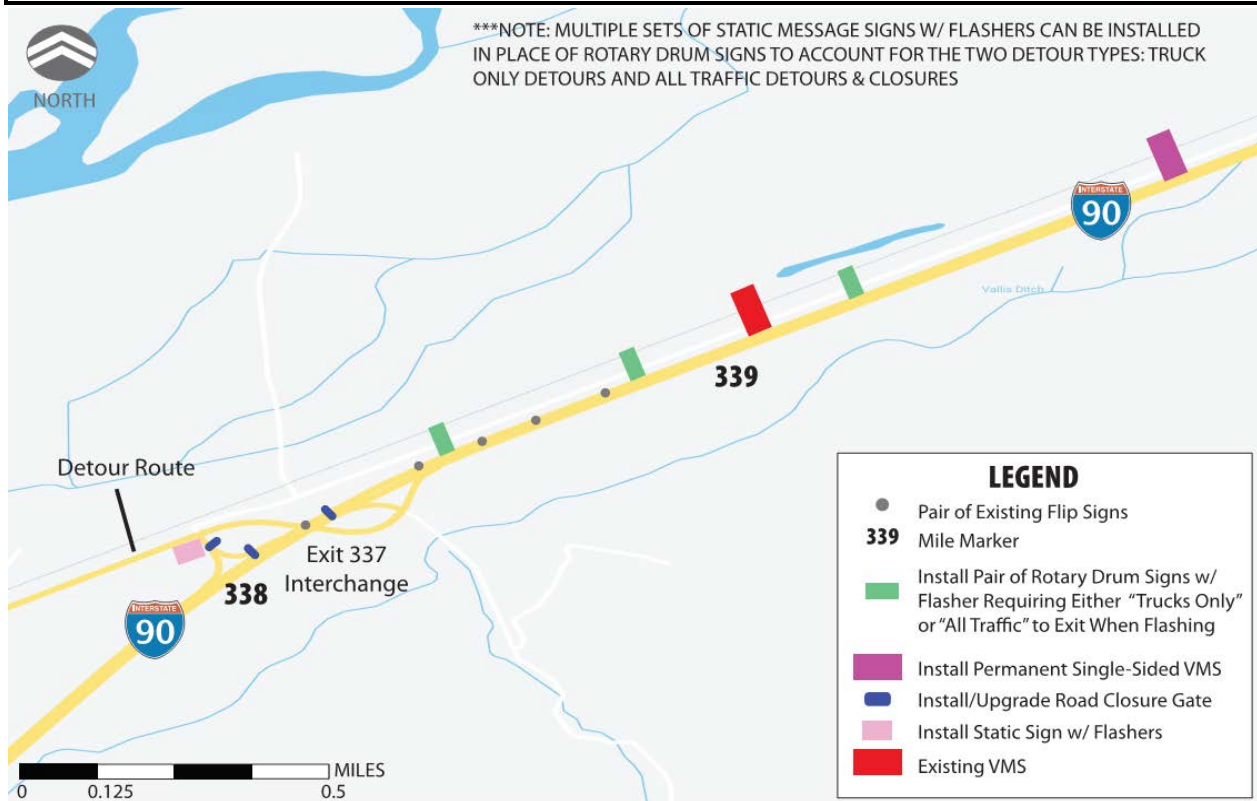 ***NOTE: MULTIPLE SETS OF STATIC MESSAGE SIGNS W/ FLASHERS CAN BE INSTALLED
IN PLACE OF ROTARY DRUM SIGNS TO ACCOUNT FOR THE TWO DETOUR TYPES: TRUCK
ONLY DETOURS AND ALL TRAFFIC DETOURS & CLOSURES
NORTH
INTERSTATE
90
Vallis Ditch
339
Detour Route
Exit 337
Interchange
338
INTERSTATE
90
LEGEND
Pair of Existing Flip Signs
339 Mile Marker
Install Pair of Rotary Drum Signs w/
Flasher Requiring Either “Trucks Only”
or “All Traffic” to Exit When Flashing
Install Permanent Single-Sided VMS
Install/Upgrade Road Closure Gate
Install Static Sign w/ Flashers
Existing VMS
MILES
0 0.125 0.5